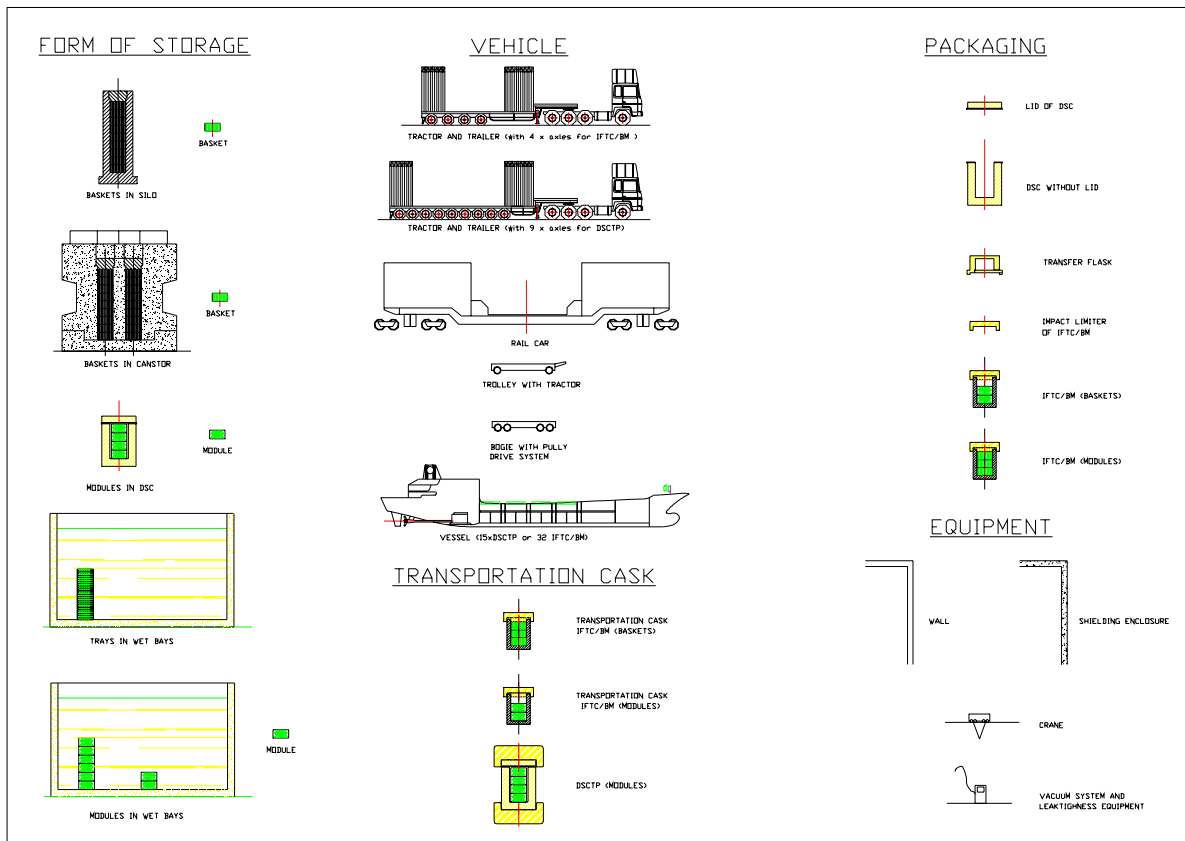 FORM OF STORAGE
BASKET
BASKETS IN SILO
BASKET
BASKETS IN CANSTOR
MODULE
MODULES IN DSC
TRAYS IN WET BAYS
MODULE
MODULES IN WET BAYS
VEHICLE
TRACTOR AND TRAILER (With 4 x axles for IFTC/BM )
TRACTOR AND TRAILER (With 9 x axles for DSCTP)
RAIL CAR
TROLLEY WITH TRACTOR
BOGIE WITH PULLY
DRIVE SYSTEM
VESSEL (15xDSCTP or 32 IFTC/BM)
TRANSPORTATION CASK
TRANSPORTATION CASK
IFTC/BM (BASKETS)
TRANSPORTATION CASK
IFTC/BM (MODULES)
DSCTP (MODULES)
PACKAGING
LID OF DSC
DSC WITHOUT LID
TRANSFER FLASK
IMPACT LIMITER
OF IFTC/BM
IFTC/BM (BASKETS)
IFTC/BM (MODULES)
EQUIPMENT
WALL
SHIELDING ENCLOSURE
CRANE
VACUUM SYSTEM AND
LEAKTIGHNESS EQUIPMENT